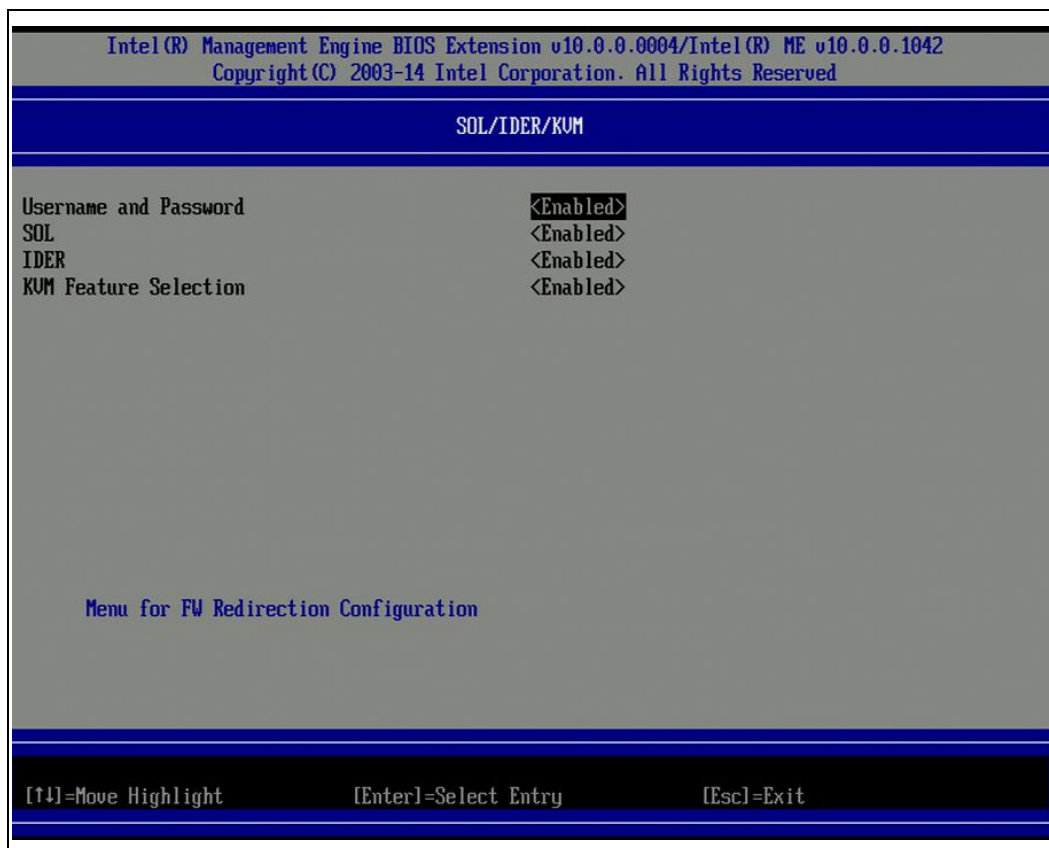 Intel(R) Management Engine BIOS Extension v10.0.0.0004/Intel(R) ME v10.0.0.1042
Copyright(C) 2003-14 Intel Corporation. All Rights Reserved
SOL/IDER/KVM
Username and Password <Enabled>
SOL <Enabled>
IDER <Enabled>
KVM Feature Selection <Enabled>
Menu for FW Redirection Configuration
[↑↓]=Move Highlight [Enter]=Select Entry [Esc]=Exit